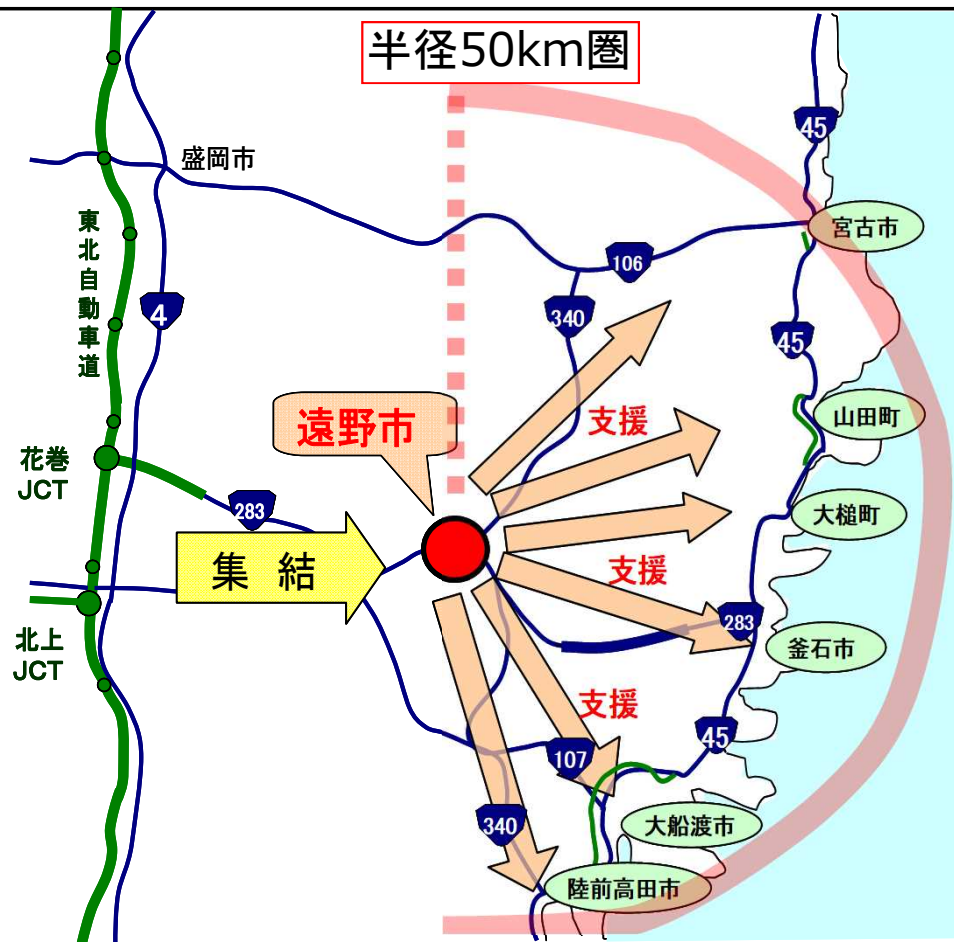 半径50km圏
45
盛岡市
宮古市
東北自動車道
106
4
340
45
遠野市
支援
山田町
花巻
JCT
283
大槌町
集 結
支援
283
釜石市
北上
JCT
支援
45
107
340
大船渡市
陸前高田市